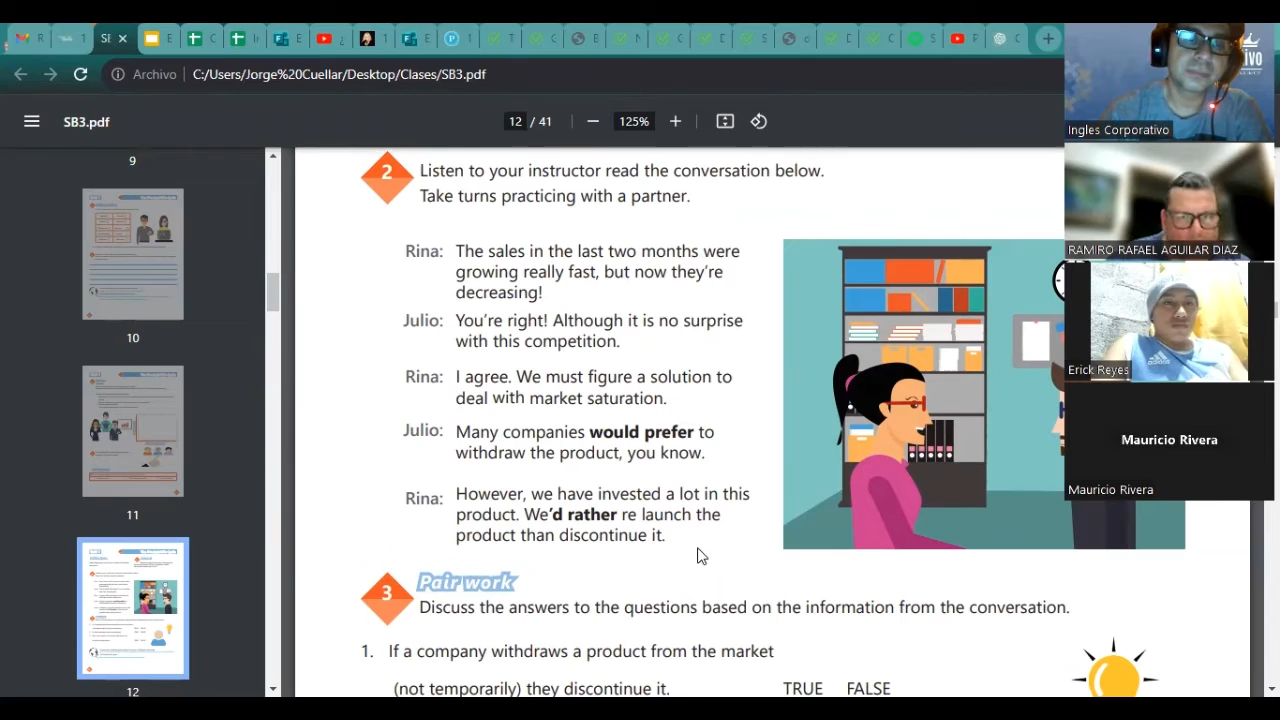 SB
Archivo
C:/Users/Jorge%20Cuellar/Desktop/Clases/SB3.pdf
SB3.pdf
12 / 41
125%
9
10
11
12
2
Listen to your instructor read the conversation below.
Take turns practicing with a partner.
Rina: The sales in the last two months were
growing really fast, but now they're
decreasing!
Julio: You're right! Although it is no surprise
with this competition.
Rina: I agree. We must figure a solution to
deal with market saturation.
Julio: Many companies would prefer to
withdraw the product, you know.
Rina: However, we have invested a lot in this
product. We'd rather re launch the
product than discontinue it.
3
Pair work
Discuss the answers to the questions based on the information from the conversation.
1. If a company withdraws a product from the market
(not temporarily) they discontinue it. TRUE FALSE
Ingles Corporativo
RAMIRO RAFAEL AGUILAR DIAZ
Erick Reyes
Mauricio Rivera
Mauricio Rivera